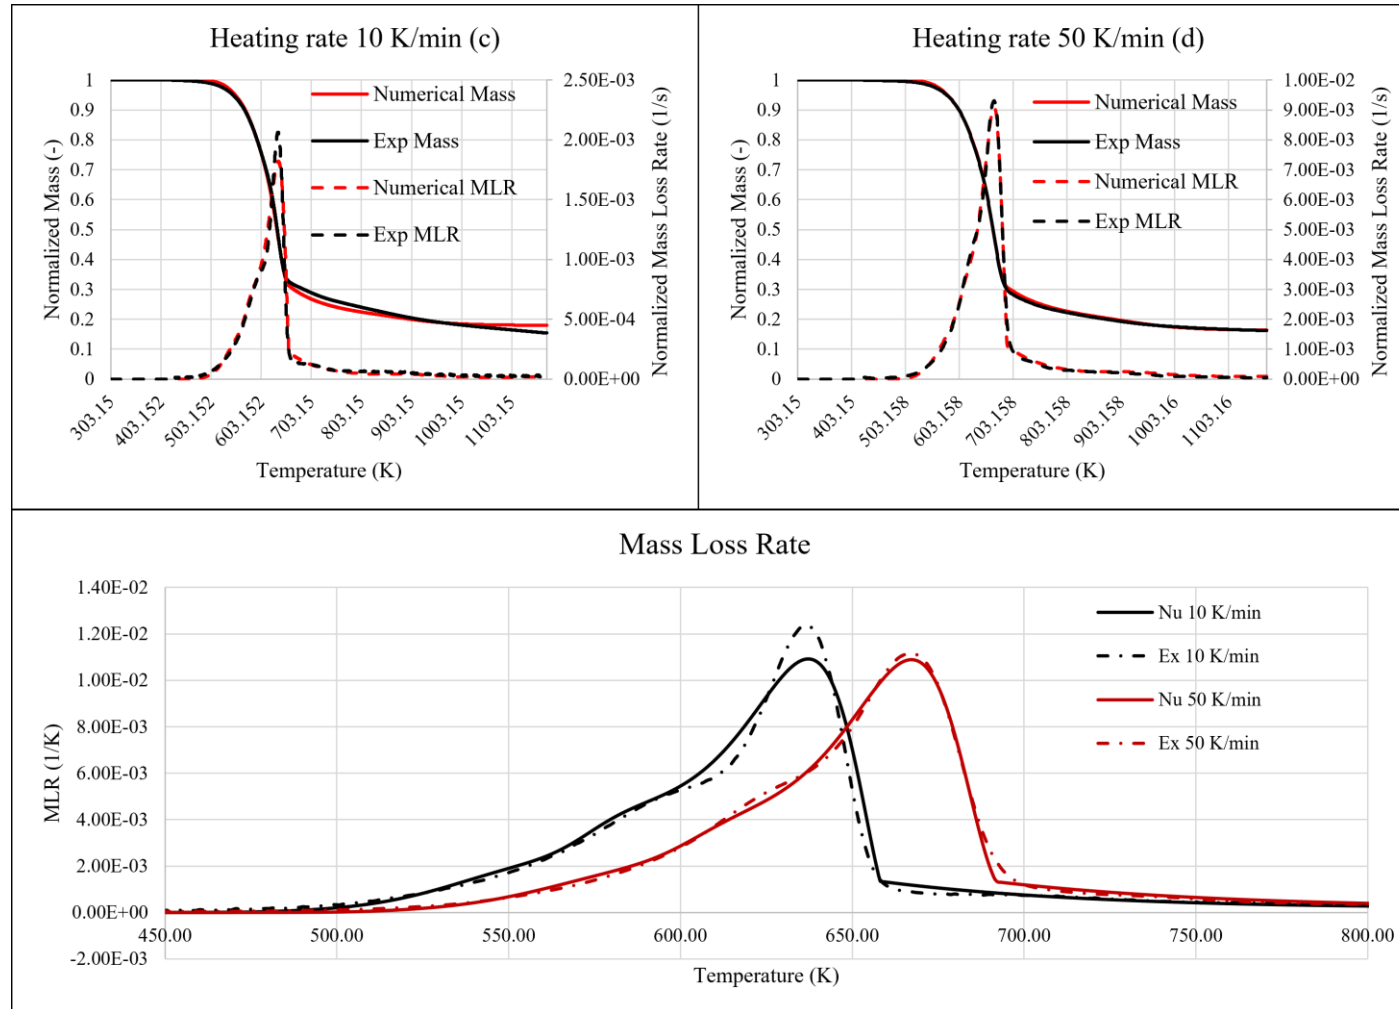 Heating rate 10 K/min (c)
Normalized Mass (-)
1
0.9
0.8
0.7
0.6
0.5
0.4
0.3
0.2
0.1
0
Numerical Mass
Exp Mass
Numerical MLR
Exp MLR
2.50E-03
2.00E-03
1.50E-03
1.00E-03
5.00E-04
0.00E+00
Normalized Mass Loss Rate (1/s)
303.15
403.152
503.152
603.152
703.15
803.15
903.15
1003.15
1103.15
Temperature (K)
Heating rate 50 K/min (d)
Normalized Mass (-)
1
0.9
0.8
0.7
0.6
0.5
0.4
0.3
0.2
0.1
0
Numerical Mass
Exp Mass
Numerical MLR
Exp MLR
1.00E-02
9.00E-03
8.00E-03
7.00E-03
6.00E-03
5.00E-03
4.00E-03
3.00E-03
2.00E-03
1.00E-03
0.00E+00
Normalized Mass Loss Rate (1/s)
303.15
403.15
503.158
603.158
703.158
803.158
903.158
1003.16
1103.16
Temperature (K)
Mass Loss Rate
MLR (1/K)
1.40E-02
1.20E-02
1.00E-02
8.00E-03
6.00E-03
4.00E-03
2.00E-03
0.00E+00
-2.00E-03
Nu 10 K/min
Ex 10 K/min
Nu 50 K/min
Ex 50 K/min
450.00
500.00
550.00
600.00
650.00
700.00
750.00
800.00
Temperature (K)